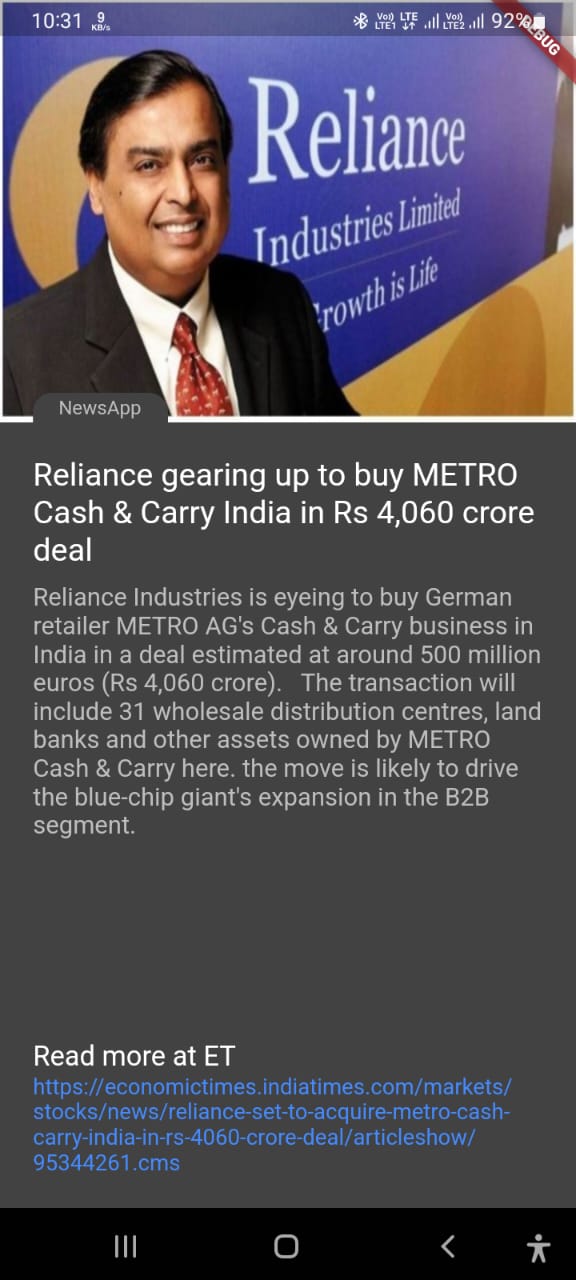 10:31 9 KB/s Vo) LTE1 LTE Vo) LTE2 92%
DEBUG
Reliance
Industries Limited
Growth is Life
NewsApp
Reliance gearing up to buy METRO
Cash & Carry India in Rs 4,060 crore
deal
Reliance Industries is eyeing to buy German
retailer METRO AG's Cash & Carry business in
India in a deal estimated at around 500 million
euros (Rs 4,060 crore).   The transaction will
include 31 wholesale distribution centres, land
banks and other assets owned by METRO
Cash & Carry here. the move is likely to drive
the blue-chip giant's expansion in the B2B
segment.
Read more at ET
https://economictimes.indiatimes.com/markets/
stocks/news/reliance-set-to-acquire-metro-cash-
carry-india-in-rs-4060-crore-deal/articleshow/
95344261.cms